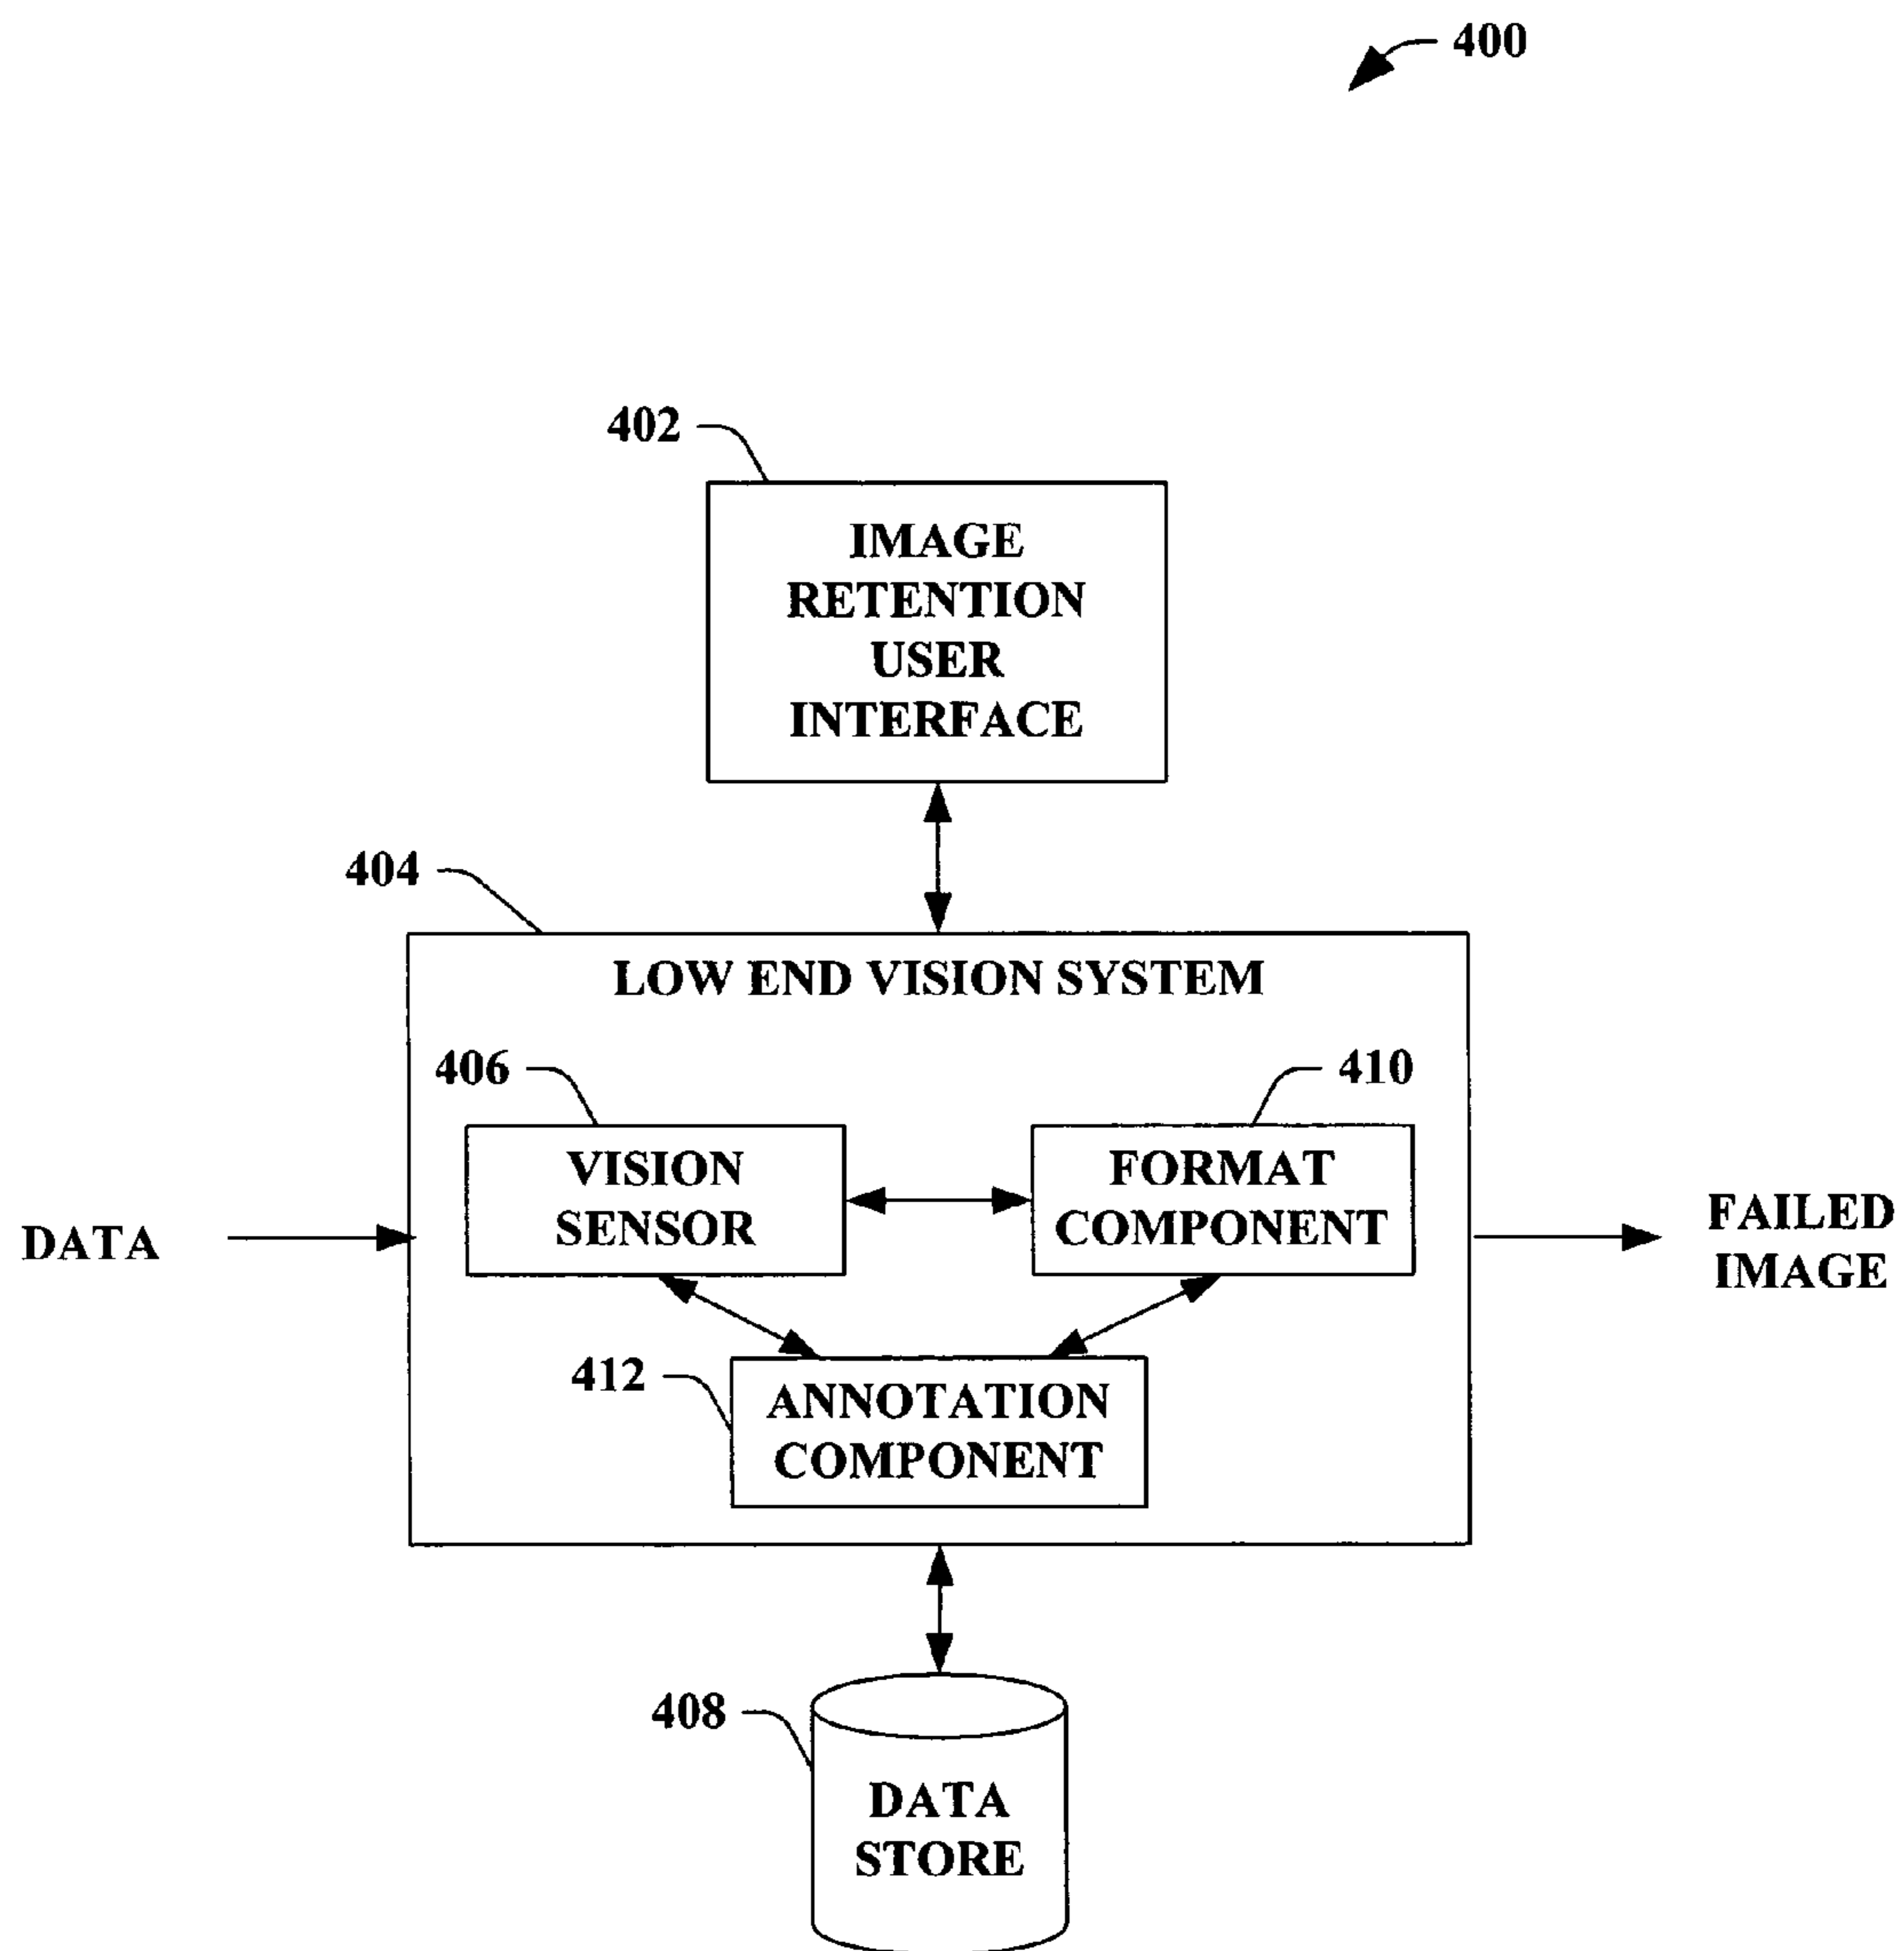 400
402
IMAGE
RETENTION
USER
INTERFACE
404
LOW END VISION SYSTEM
406
410
VISION
SENSOR
FORMAT
COMPONENT
DATA
FAILED
IMAGE
412
ANNOTATION
COMPONENT
408
DATA
STORE